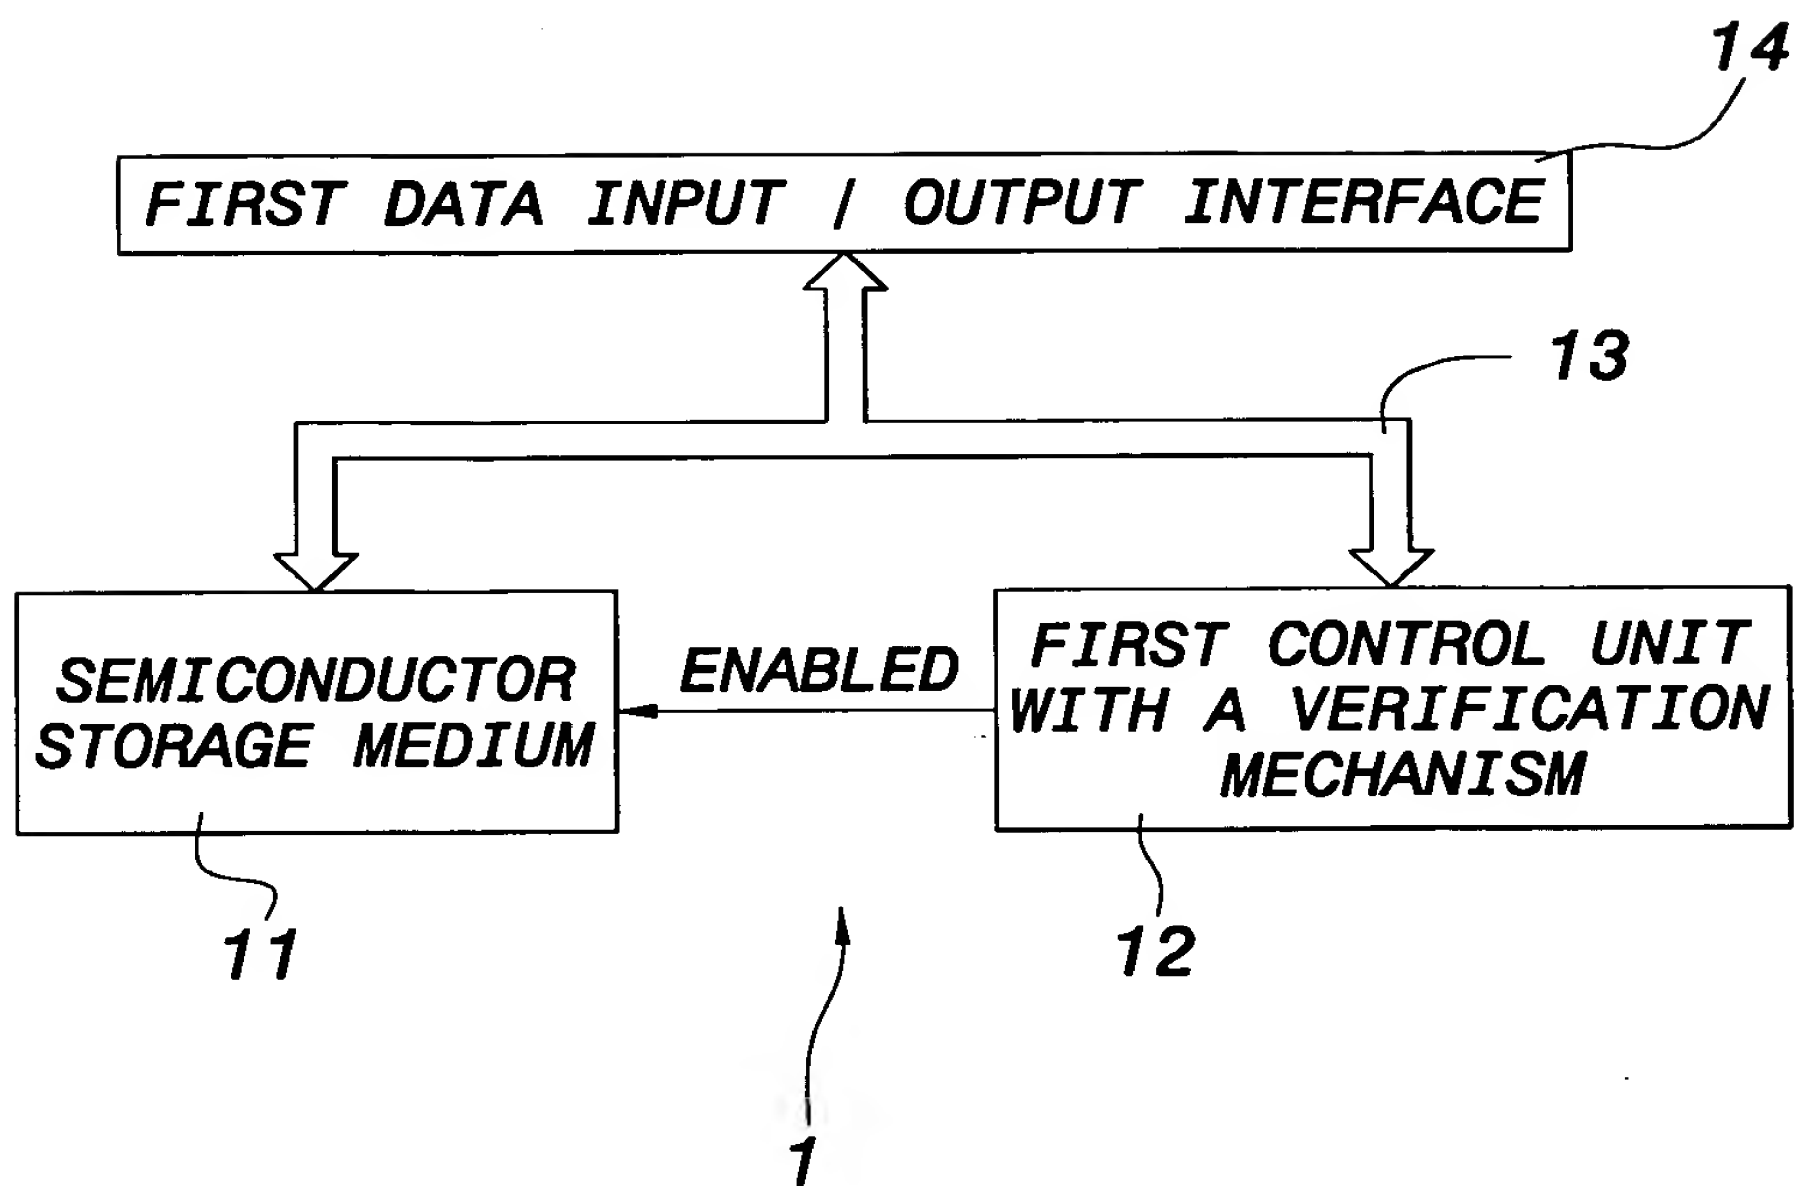 14
FIRST DATA INPUT / OUTPUT INTERFACE
13
SEMICONDUCTOR
STORAGE MEDIUM
ENABLED
FIRST CONTROL UNIT
WITH A VERIFICATION
MECHANISM
11
12
1